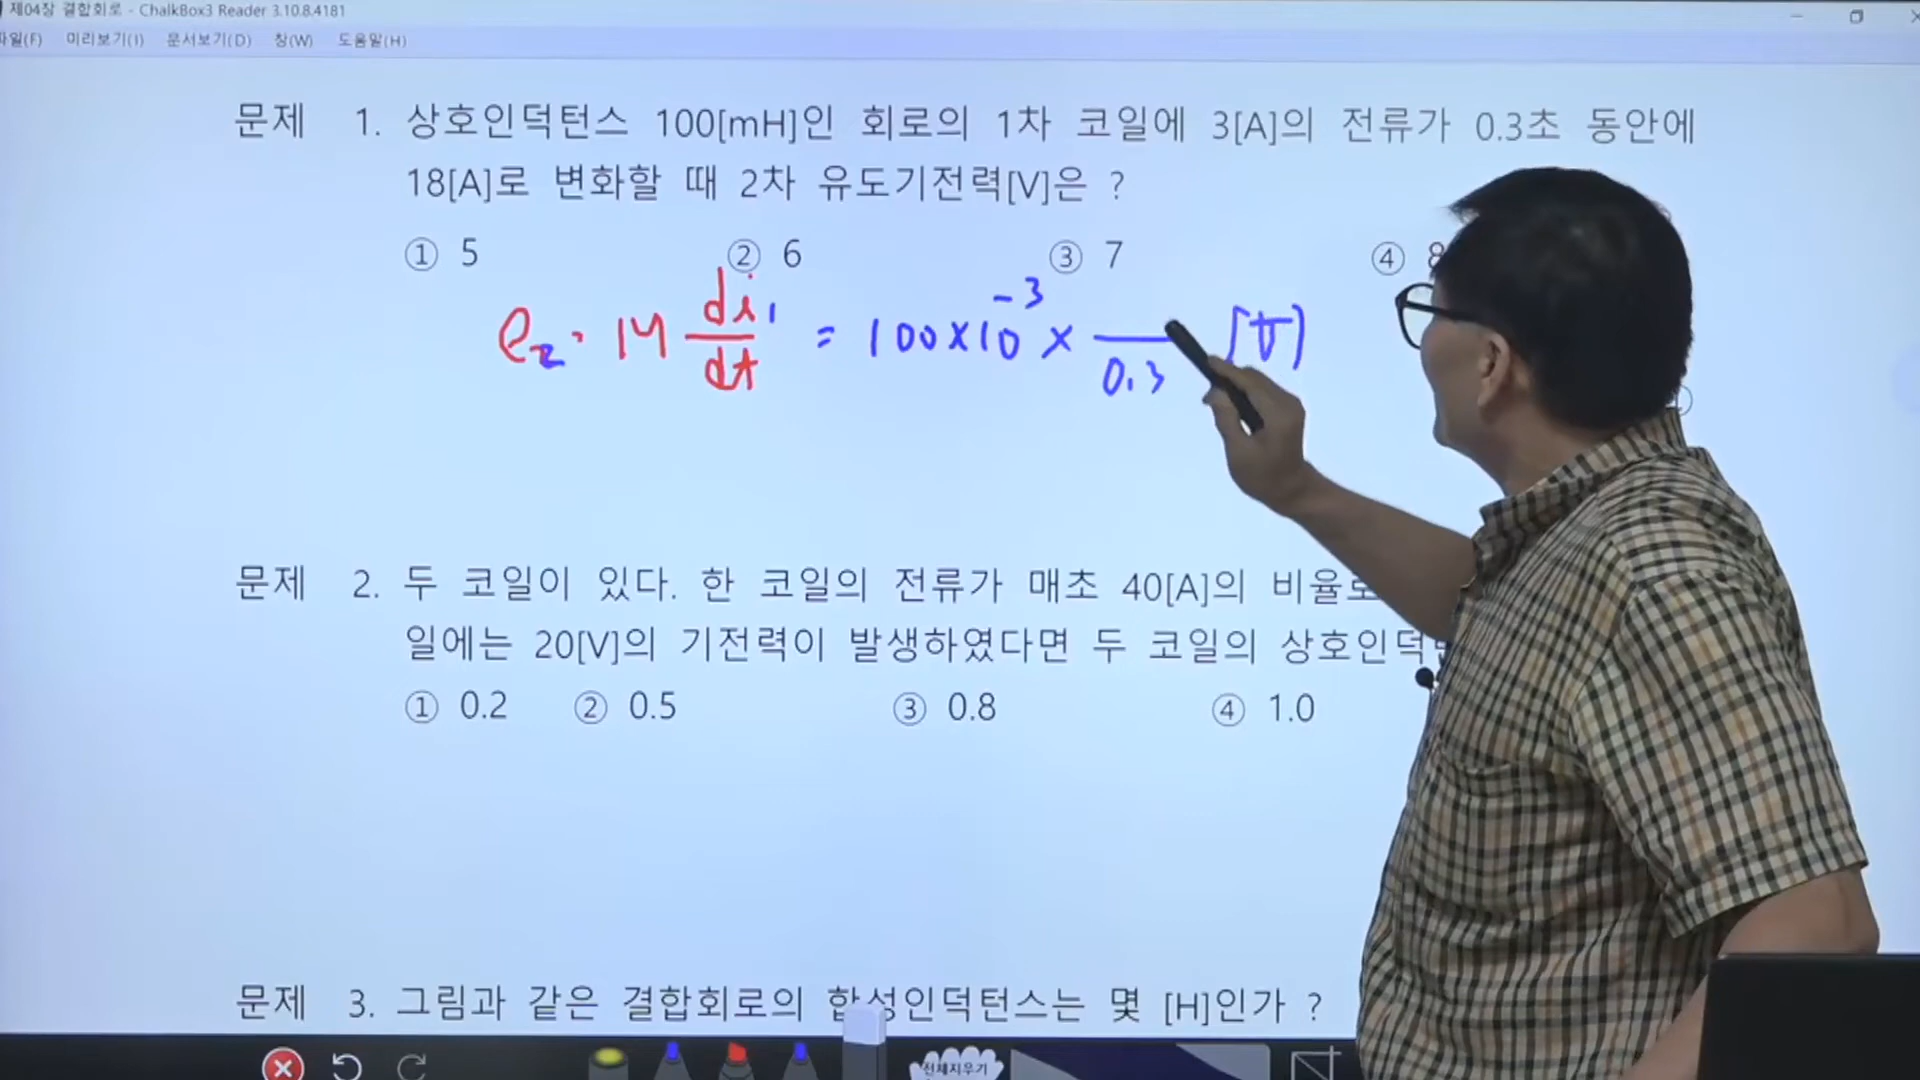 제04장 결합회로 - ChalkBox3 Reader 3.10.8.4181
파일(F) 미리보기(I) 문서보기(D) 창(W) 도움말(H)
문제 1. 상호인덕턴스 100[mH]인 회로의 1차 코일에 3[A]의 전류가 0.3초 동안에
18[A]로 변화할 때 2차 유도기전력[V]은 ?
① 5 ② 6 ③ 7 ④ 8
e₂ = M di₁/dt = 100×10⁻³ × /0.3 [V]
문제 2. 두 코일이 있다. 한 코일의 전류가 매초 40[A]의 비율로
일에는 20[V]의 기전력이 발생하였다면 두 코일의 상호인덕
① 0.2 ② 0.5 ③ 0.8 ④ 1.0
문제 3. 그림과 같은 결합회로의 합성인덕턴스는 몇 [H]인가 ?
전체지우기